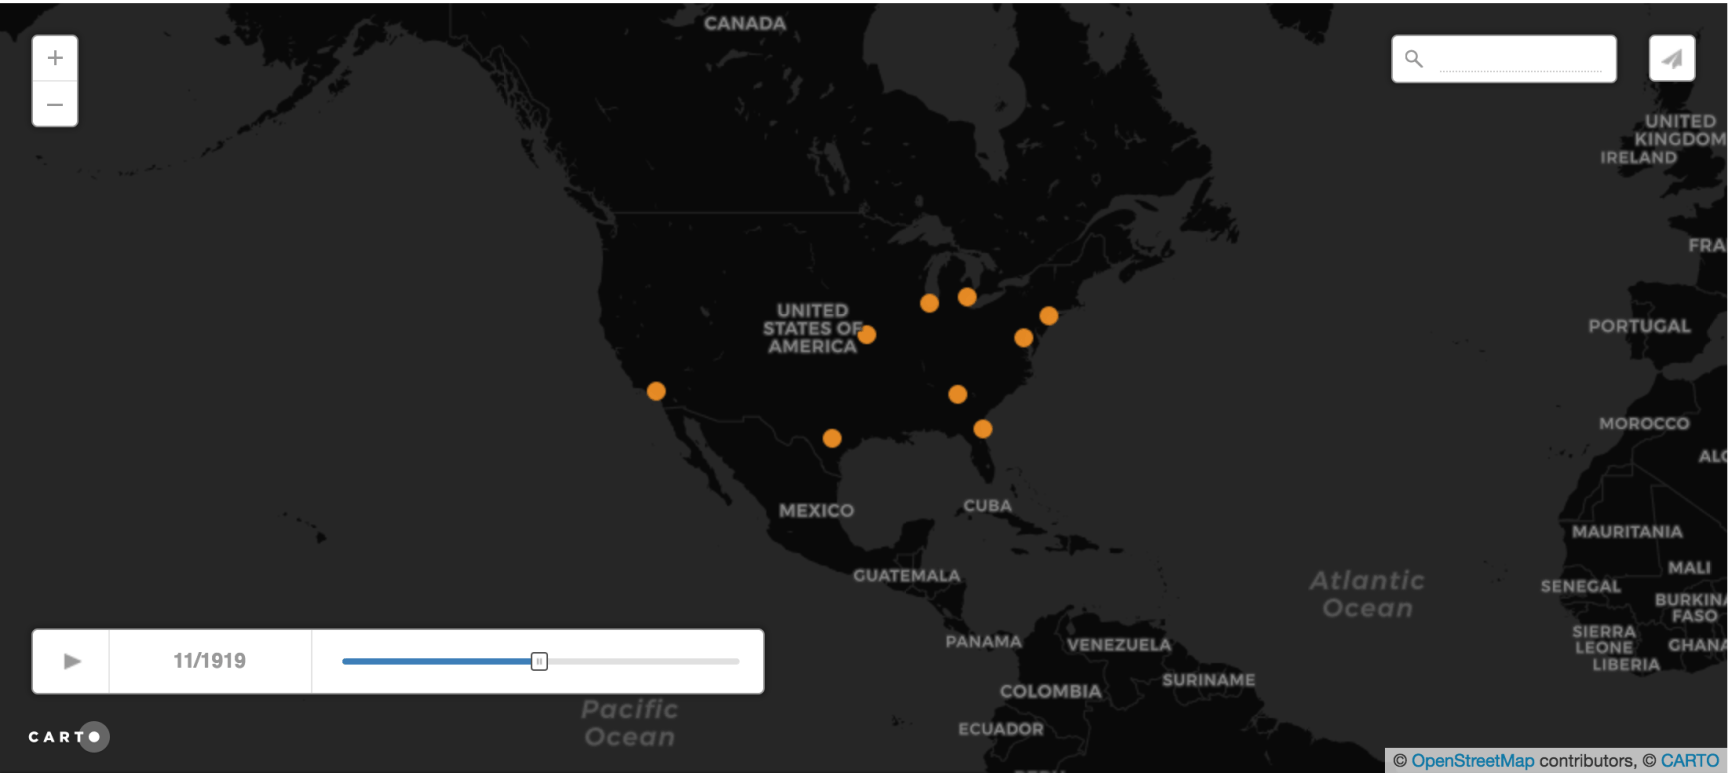 CANADA
+
−
UNITED
KINGDOM
IRELAND
FRA
UNITED
STATES OF
AMERICA
PORTUGAL
MOROCCO
ALG
MEXICO
CUBA
MAURITANIA
MALI
GUATEMALA
Atlantic
Ocean
SENEGAL
BURKINA
FASO
SIERRA
LEONE
GHANA
LIBERIA
PANAMA
VENEZUELA
11/1919
SURINAME
COLOMBIA
Pacific
Ocean
ECUADOR
CARTO
© OpenStreetMap contributors, © CARTO